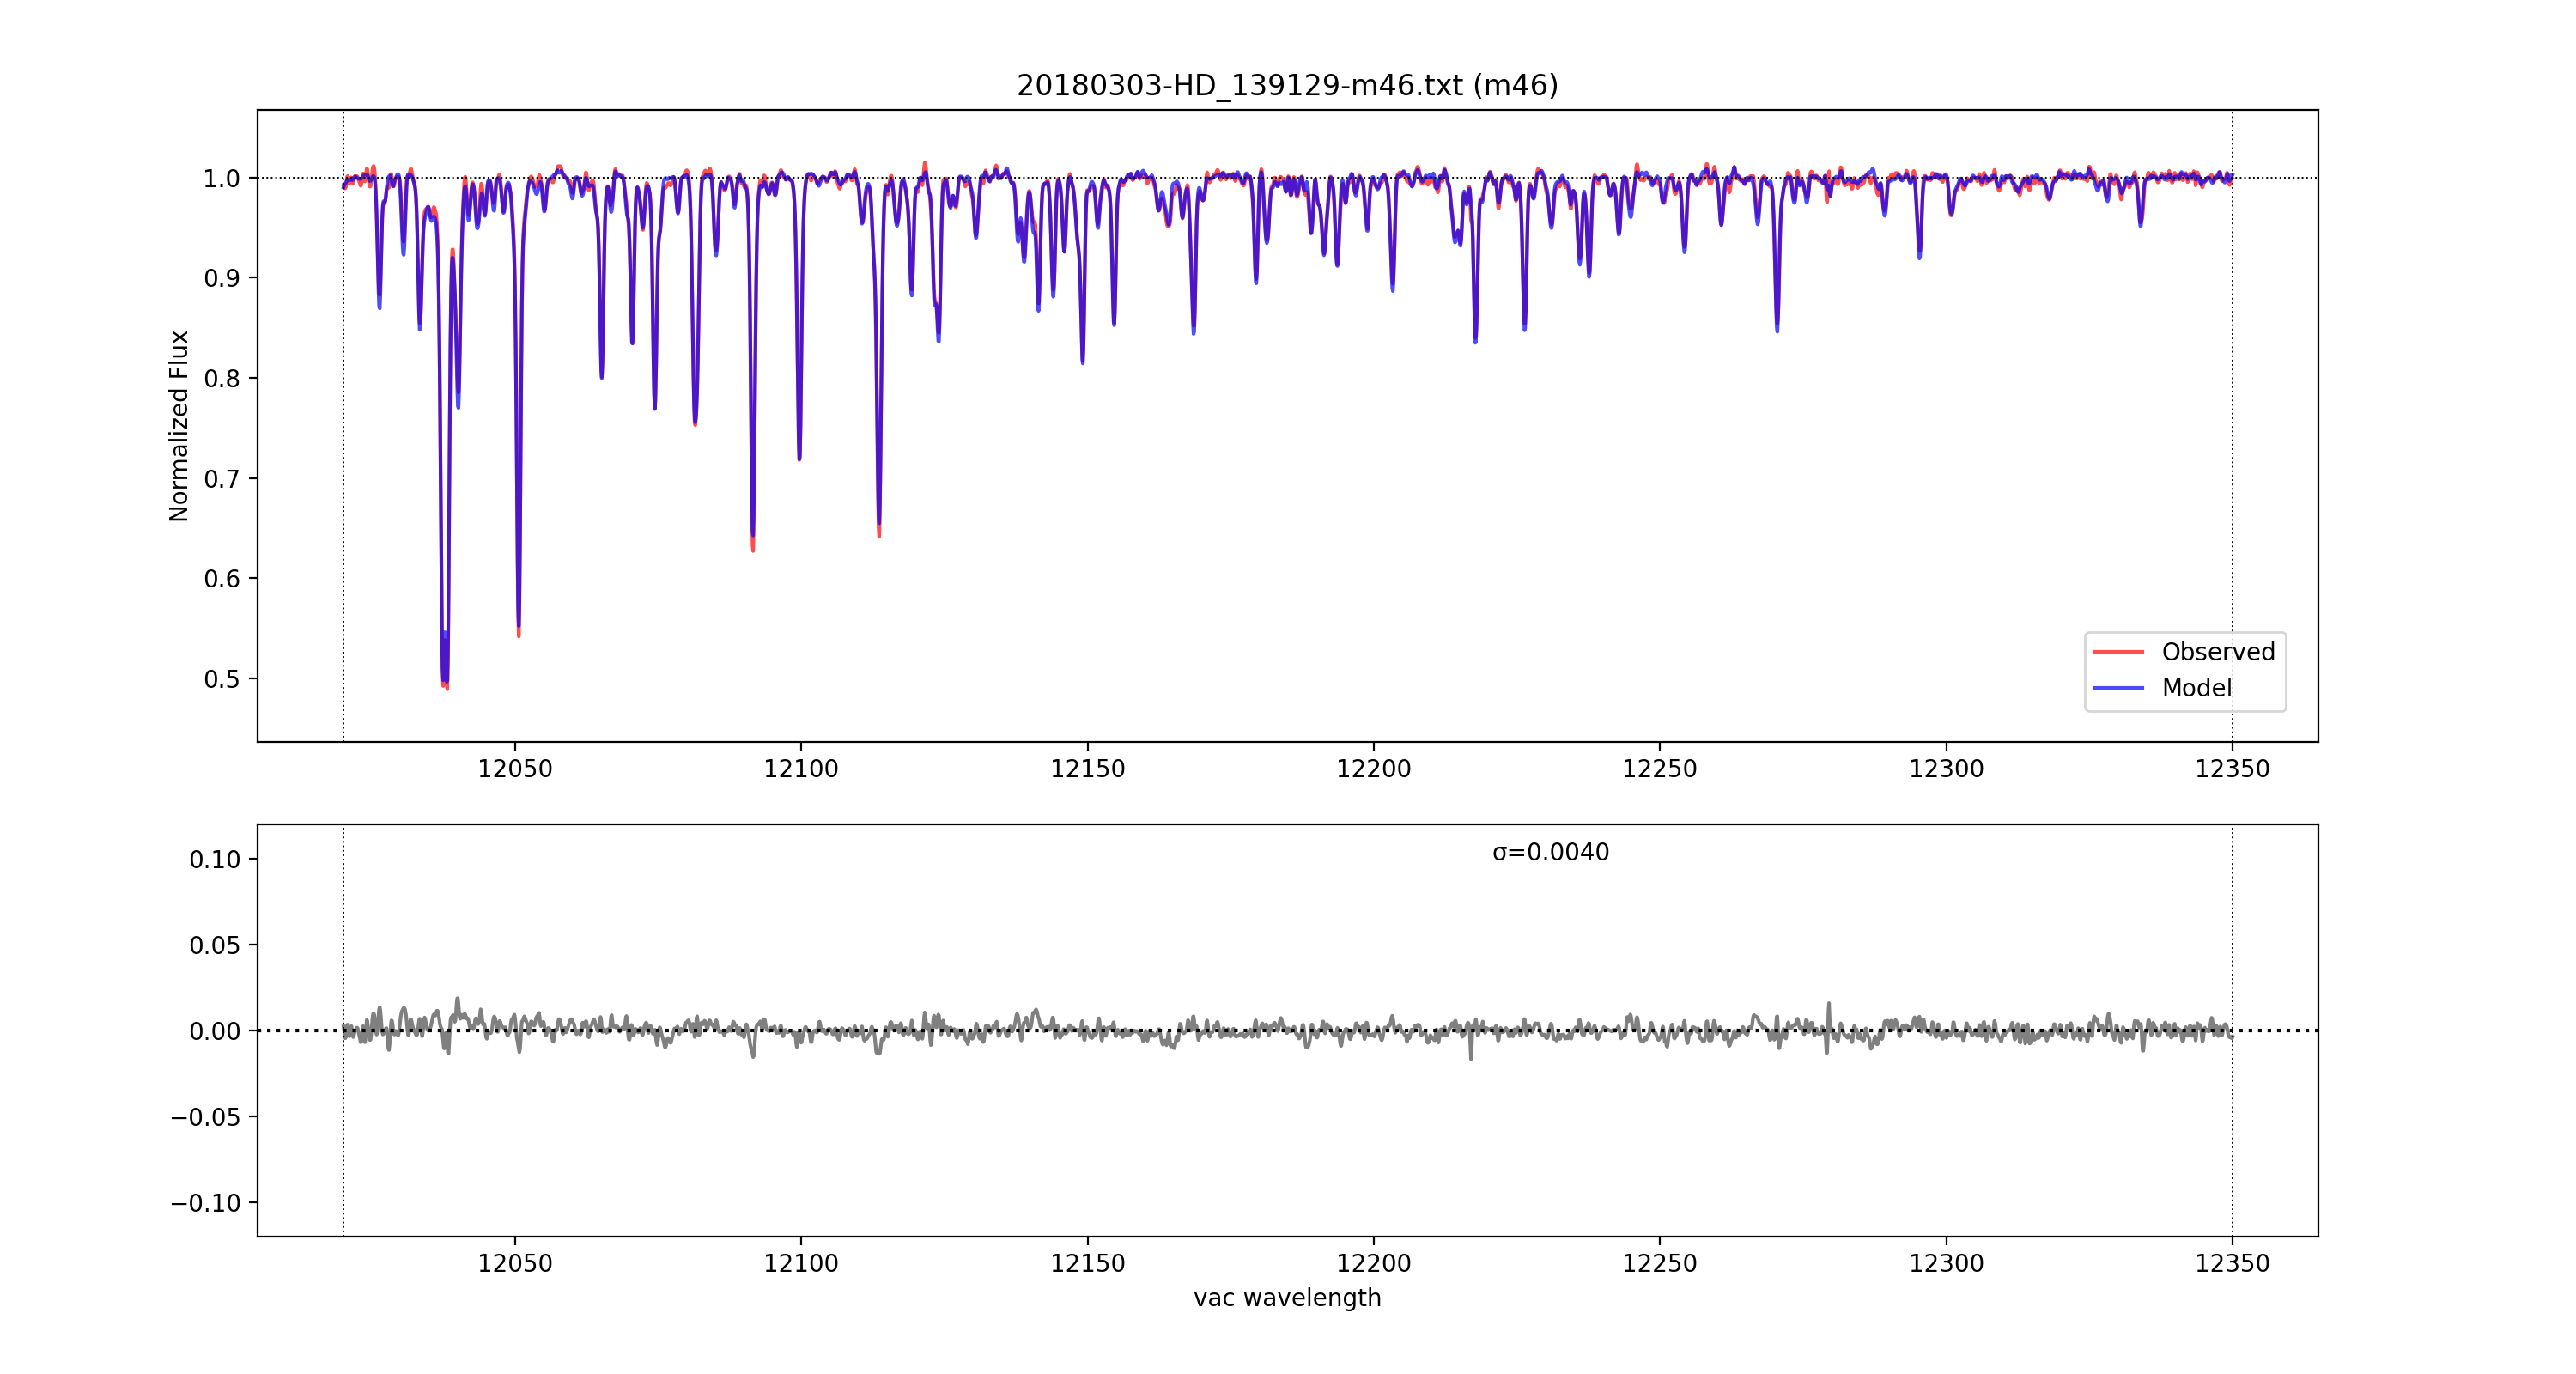 20180303-HD_139129-m46.txt (m46)
Normalized Flux
1.0
0.9
0.8
0.7
0.6
0.5
Observed
Model
12050 12100 12150 12200 12250 12300 12350
σ=0.0040
0.10
0.05
0.00
−0.05
−0.10
12050 12100 12150 12200 12250 12300 12350
vac wavelength